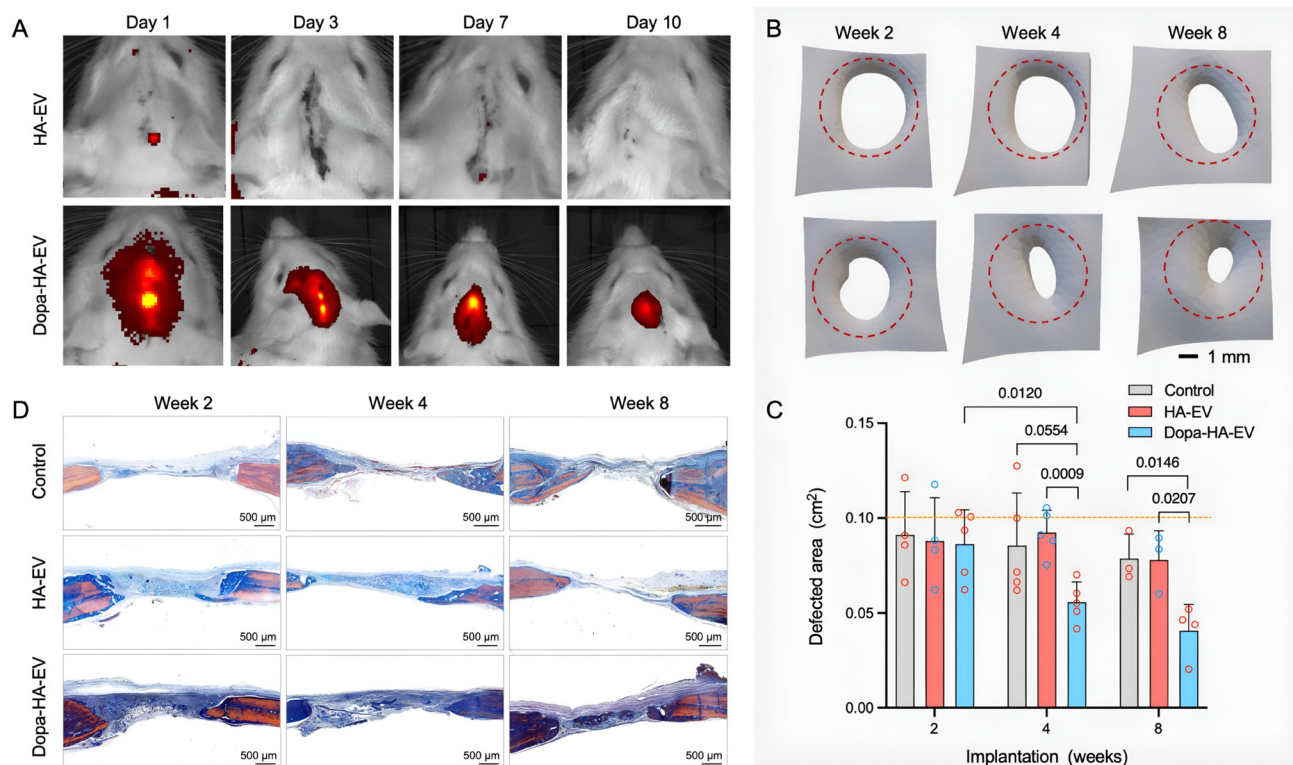 A
Day 1
Day 3
Day 7
Day 10
HA-EV
Dopa-HA-EV
B
Week 2
Week 4
Week 8
1 mm
D
Week 2
Week 4
Week 8
Control
500 µm
500 µm
500 µm
HA-EV
500 µm
500 µm
500 µm
Dopa-HA-EV
500 µm
500 µm
500 µm
C
Control
HA-EV
Dopa-HA-EV
0.0120
0.0554
0.0009
0.0146
0.0207
Defected area (cm²)
0.15
0.10
0.05
0.00
2
4
8
Implantation (weeks)